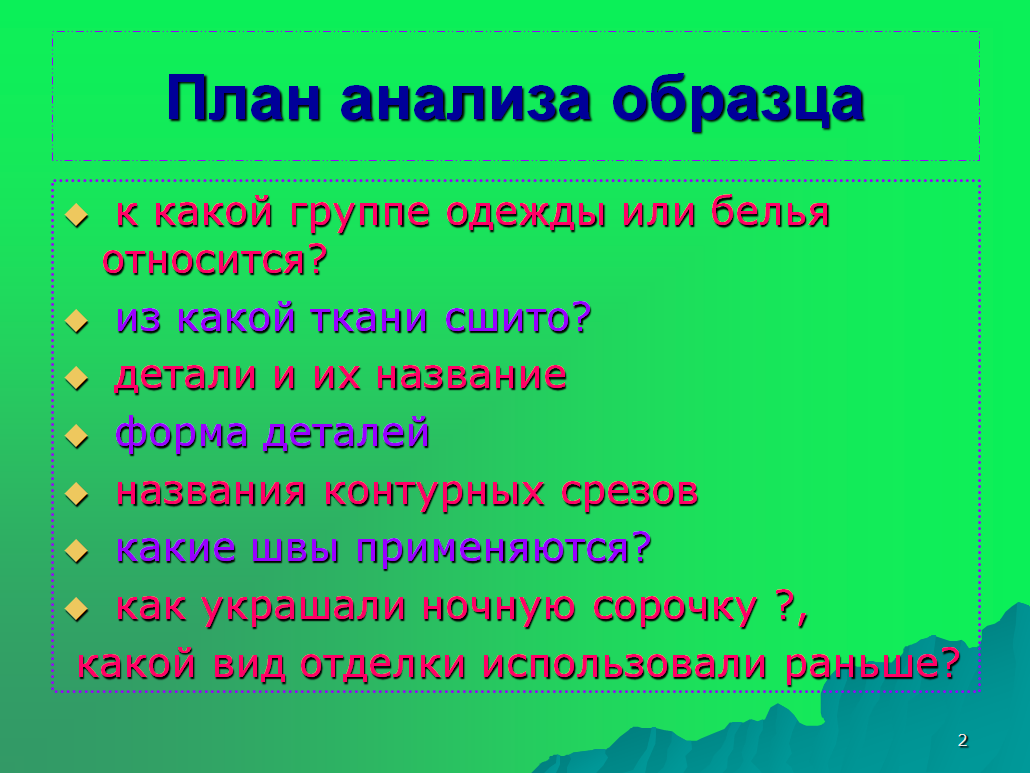 План анализа образца
к какой группе одежды или белья
относится?
из какой ткани сшито?
детали и их название
форма деталей
названия контурных срезов
какие швы применяются?
как украшали ночную сорочку ?,
какой вид отделки использовали раньше?
2